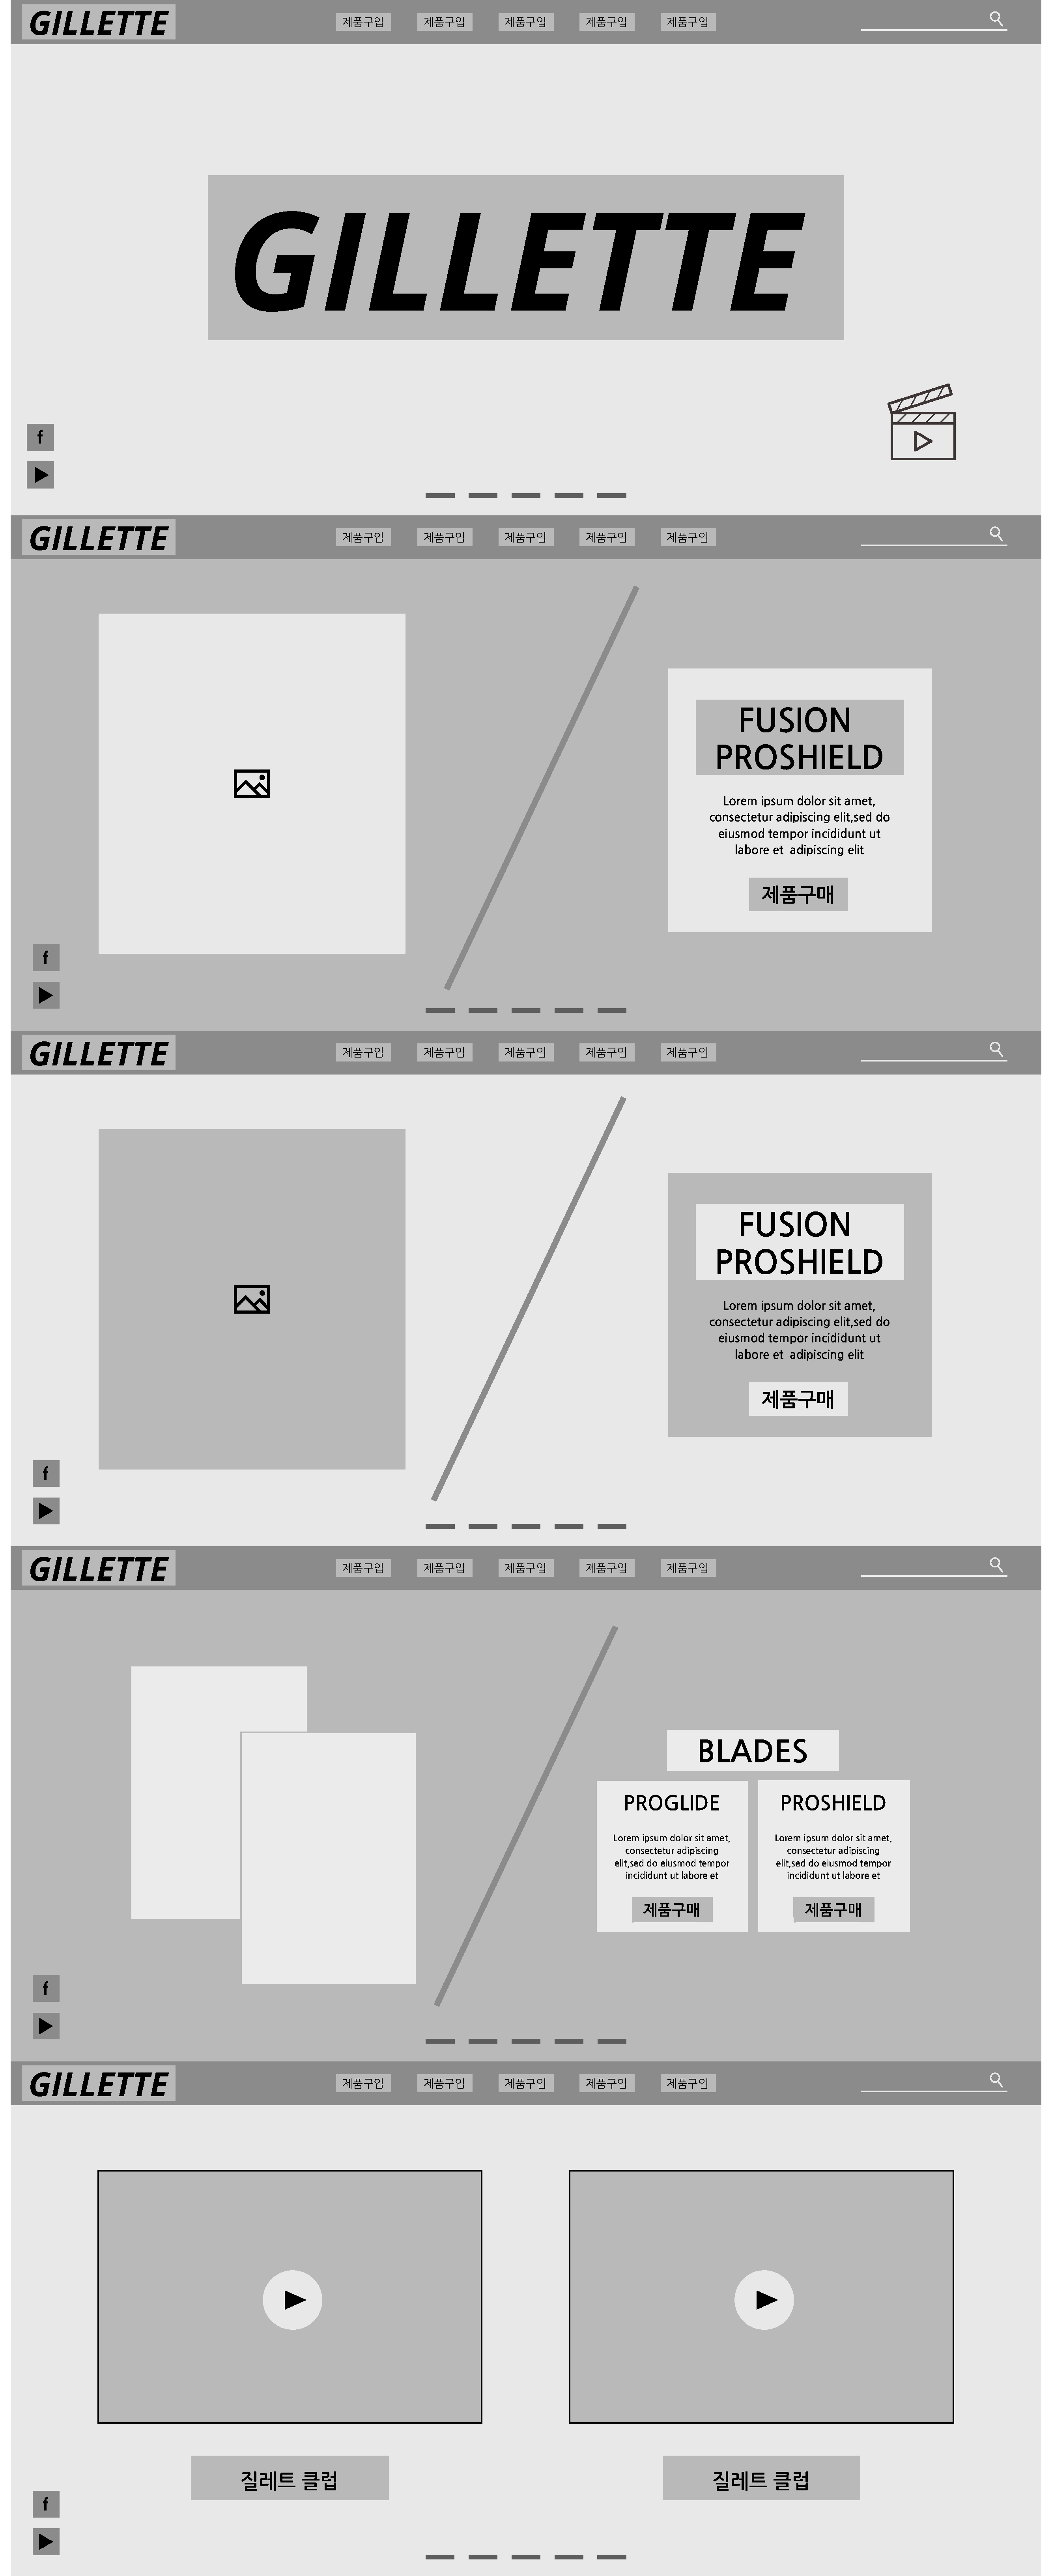 GILLETTE
제품구입 제품구입 제품구입 제품구입 제품구입
GILLETTE
f
GILLETTE
제품구입 제품구입 제품구입 제품구입 제품구입
FUSION
PROSHIELD
Lorem ipsum dolor sit amet,
consectetur adipiscing elit,sed do
eiusmod tempor incididunt ut
labore et adipiscing elit
제품구매
f
GILLETTE
제품구입 제품구입 제품구입 제품구입 제품구입
FUSION
PROSHIELD
Lorem ipsum dolor sit amet,
consectetur adipiscing elit,sed do
eiusmod tempor incididunt ut
labore et adipiscing elit
제품구매
f
GILLETTE
제품구입 제품구입 제품구입 제품구입 제품구입
BLADES
PROGLIDE
Lorem ipsum dolor sit amet,
consectetur adipiscing
elit,sed do eiusmod tempor
incididunt ut labore et
제품구매
PROSHIELD
Lorem ipsum dolor sit amet,
consectetur adipiscing
elit,sed do eiusmod tempor
incididunt ut labore et
제품구매
f
GILLETTE
제품구입 제품구입 제품구입 제품구입 제품구입
질레트 클럽
질레트 클럽
f